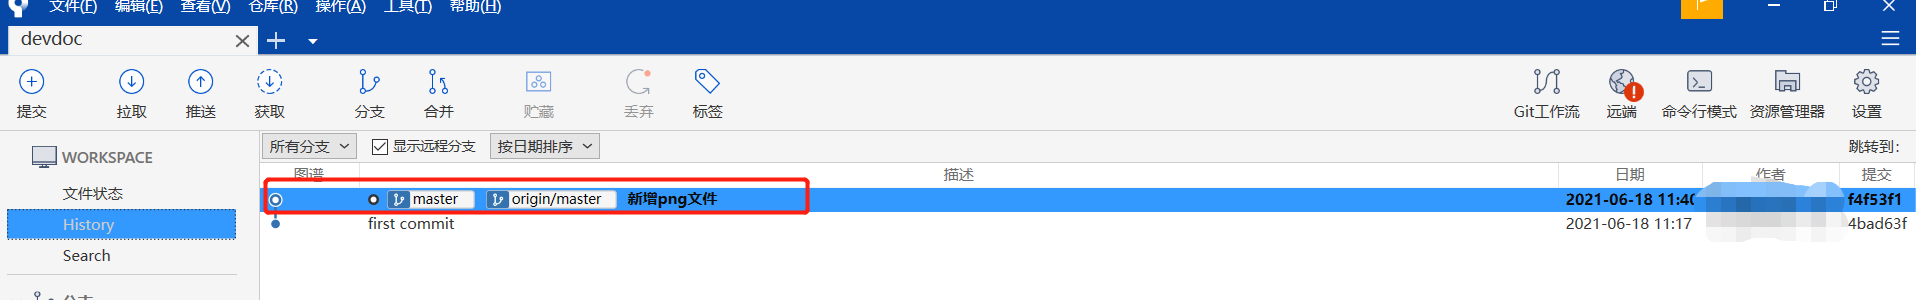 文件(F) 编辑(E) 查看(V) 仓库(R) 操作(A) 工具(T) 帮助(H)
devdoc
提交 拉取 推送 获取 分支 合并 贮藏 丢弃 标签 Git工作流 远端 命令行模式 资源管理器 设置
WORKSPACE
所有分支 显示远程分支 按日期排序 跳转到:
图谱 描述 日期 作者 提交
文件状态
master origin/master 新增png文件 2021-06-18 11:40 f4f53f1
History
first commit 2021-06-18 11:17 4bad63f
Search
分支